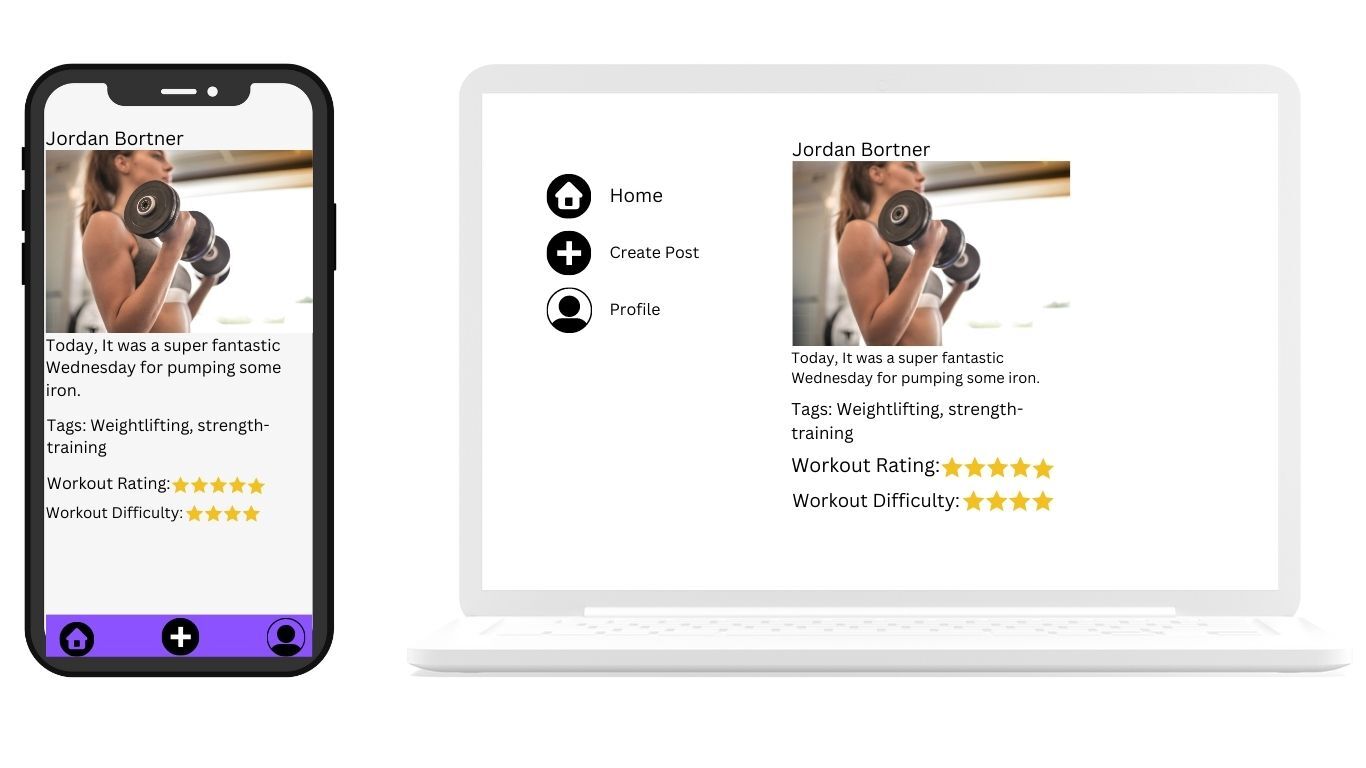 Jordan Bortner
Today, It was a super fantastic
Wednesday for pumping some
iron.
Tags: Weightlifting, strength-
training
Workout Rating:
Workout Difficulty:
Home
Create Post
Profile
Jordan Bortner
Today, It was a super fantastic
Wednesday for pumping some iron.
Tags: Weightlifting, strength-
training
Workout Rating:
Workout Difficulty: